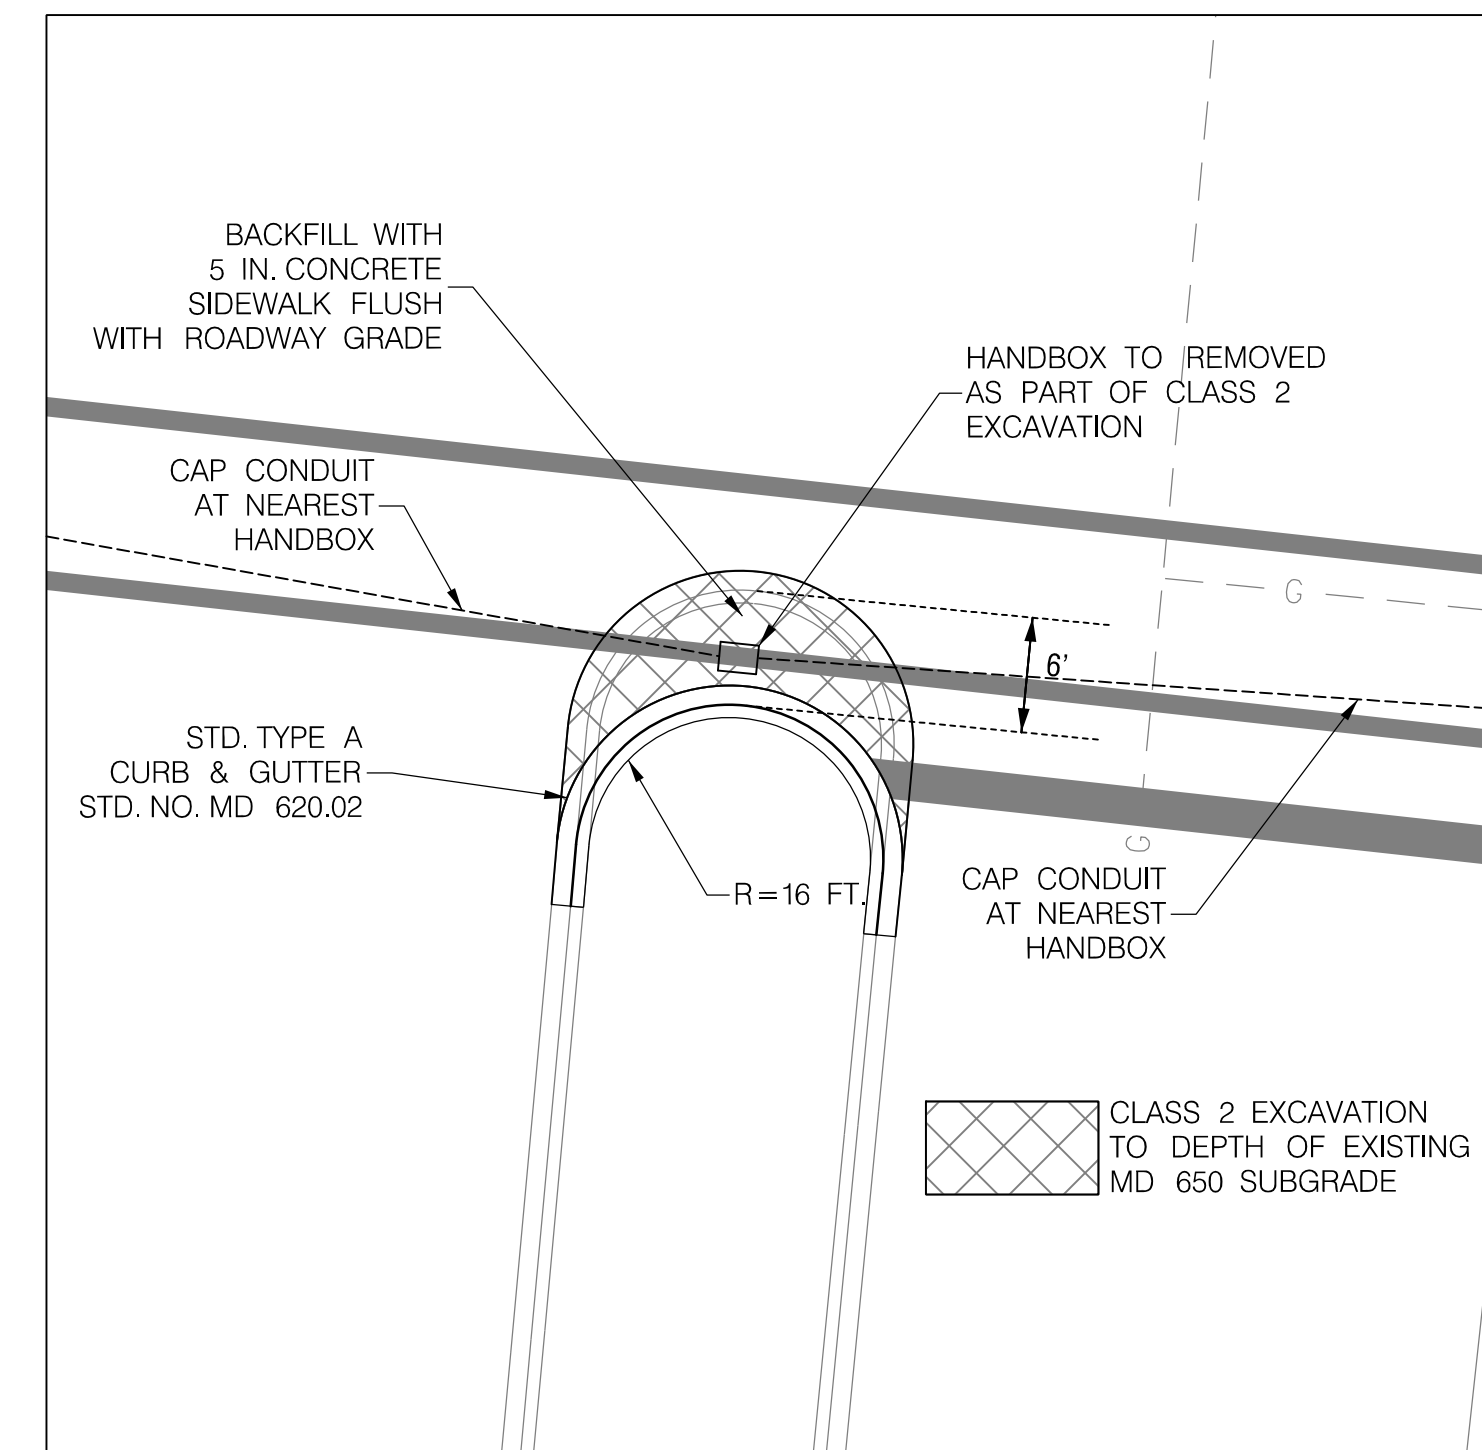 BACKFILL WITH
5 IN. CONCRETE
SIDEWALK FLUSH
WITH ROADWAY GRADE
HANDBOX TO REMOVED
AS PART OF CLASS 2
EXCAVATION
CAP CONDUIT
AT NEAREST
HANDBOX
G
6'
STD. TYPE A
CURB & GUTTER
STD. NO. MD 620.02
G
R=16 FT.
CAP CONDUIT
AT NEAREST
HANDBOX
CLASS 2 EXCAVATION
TO DEPTH OF EXISTING
MD 650 SUBGRADE